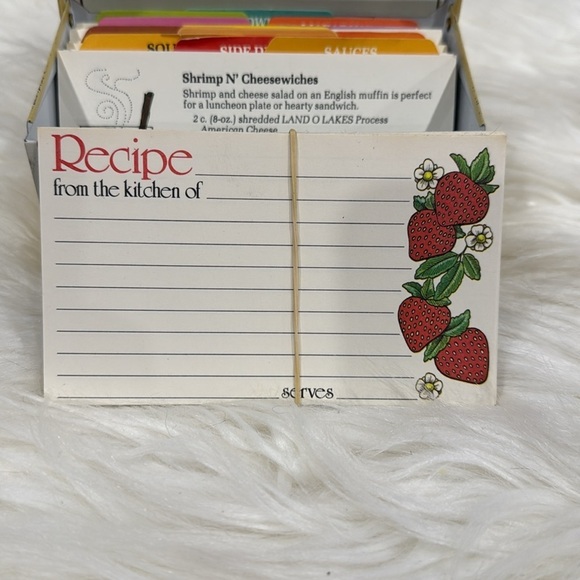 SIDE D
SAUCES
Shrimp N' Cheesewiches
Shrimp and cheese salad on an English muffin is perfect
for a luncheon plate or hearty sandwich.
2 c. (8-oz.) shredded LAND O LAKES Process
American Cheese
Recipe
from the kitchen of
serves